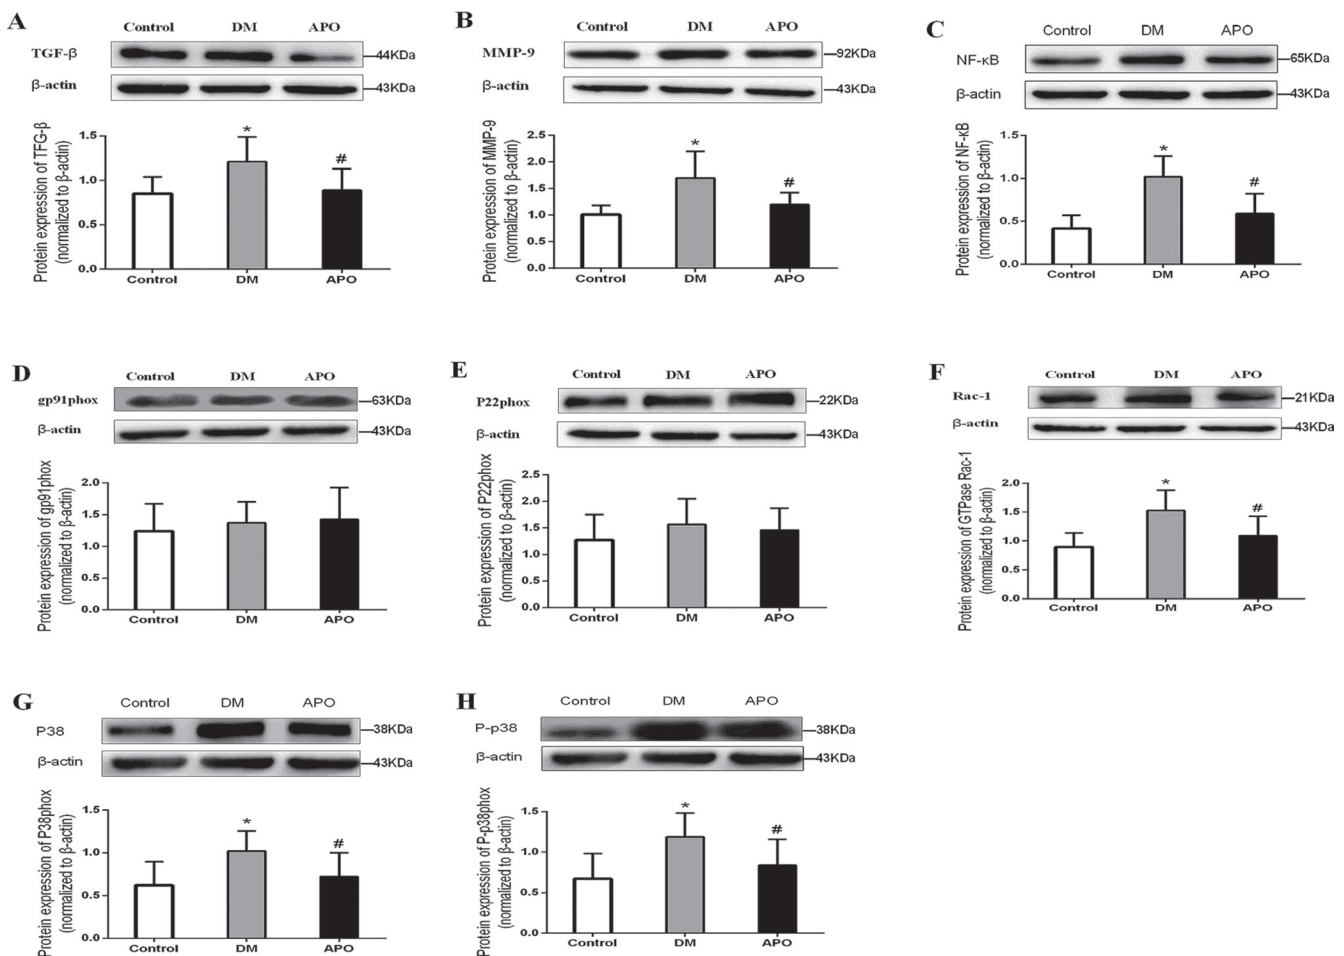 A
Control DM APO
TGF-β
44KDa
β-actin
43KDa
Protein expression of TFG-β
(normalized to β-actin)
1.5
1.0
0.5
0.0
*
#
Control DM APO
B
Control DM APO
MMP-9
92KDa
β-actin
43KDa
Protein expression of MMP-9
(normalized to β-actin)
2.5
2.0
1.5
1.0
0.5
0.0
*
#
Control DM APO
C
Control DM APO
NF-κB
65KDa
β-actin
43KDa
Protein expression of NF-κB
(normalized to β-actin)
1.5
1.0
0.5
0.0
*
#
Control DM APO
D
Control DM APO
gp91phox
63KDa
β-actin
43KDa
Protein expression of gp91phox
(normalized to β-actin)
2.0
1.5
1.0
0.5
0.0
Control DM APO
E
Control DM APO
P22phox
22KDa
β-actin
43KDa
Protein expression of P22phox
(normalized to β-actin)
2.5
2.0
1.5
1.0
0.5
0.0
Control DM APO
F
Control DM APO
Rac-1
21KDa
β-actin
43KDa
Protein expression of GTPase Rac-1
(normalized to β-actin)
2.0
1.5
1.0
0.5
0.0
*
#
Control DM APO
G
Control DM APO
P38
38KDa
β-actin
43KDa
Protein expression of P38phox
(normalized to β-actin)
1.5
1.0
0.5
0.0
*
#
Control DM APO
H
Control DM APO
P-p38
38KDa
β-actin
43KDa
Protein expression of P-p38phox
(normalized to β-actin)
1.5
1.0
0.5
0.0
*
#
Control DM APO